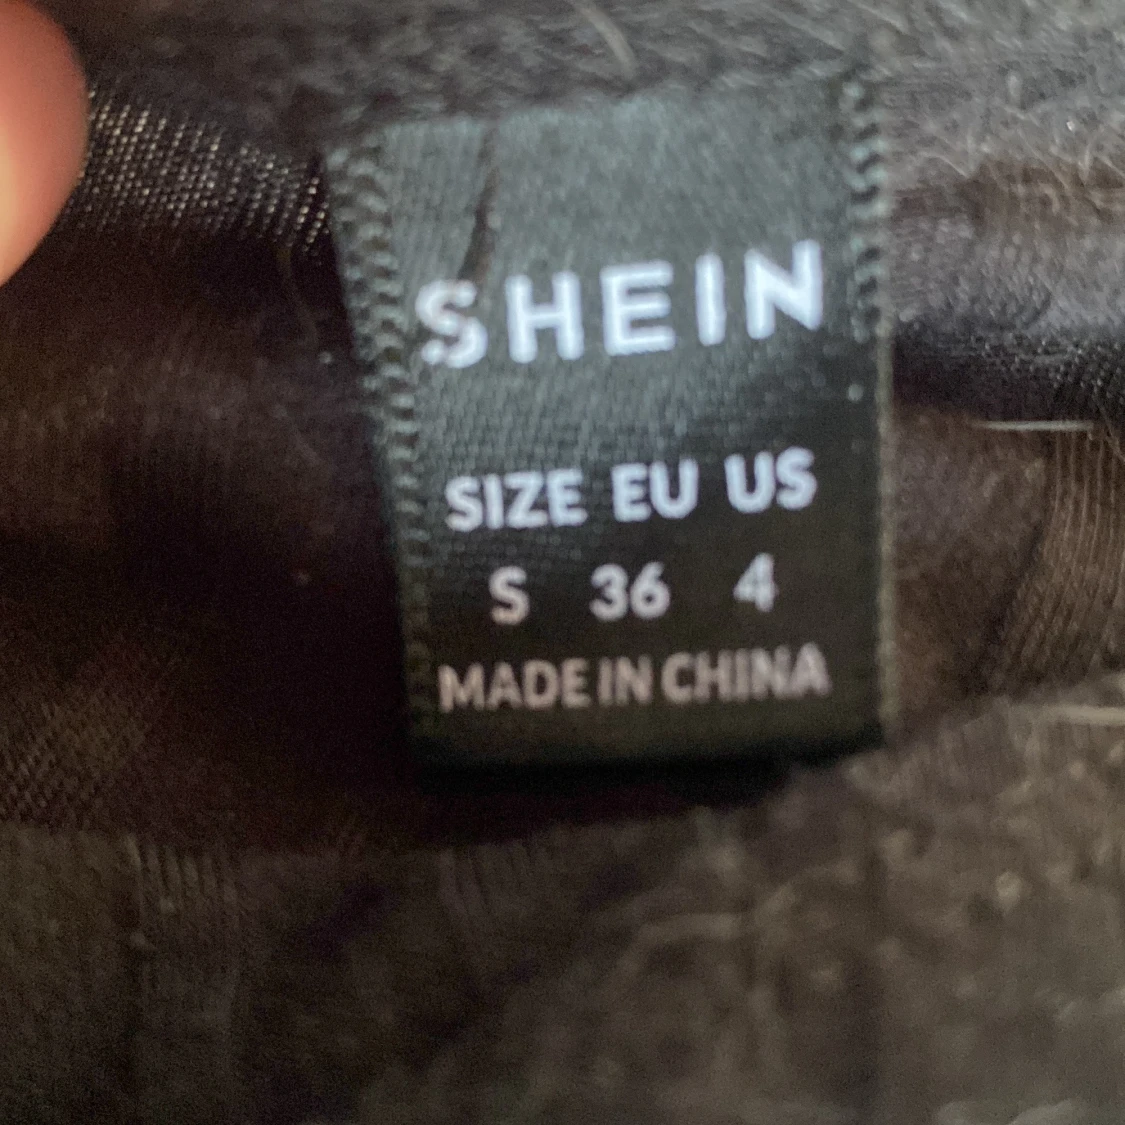 SHEIN
SIZE EU US
S 36 4
MADE IN CHINA